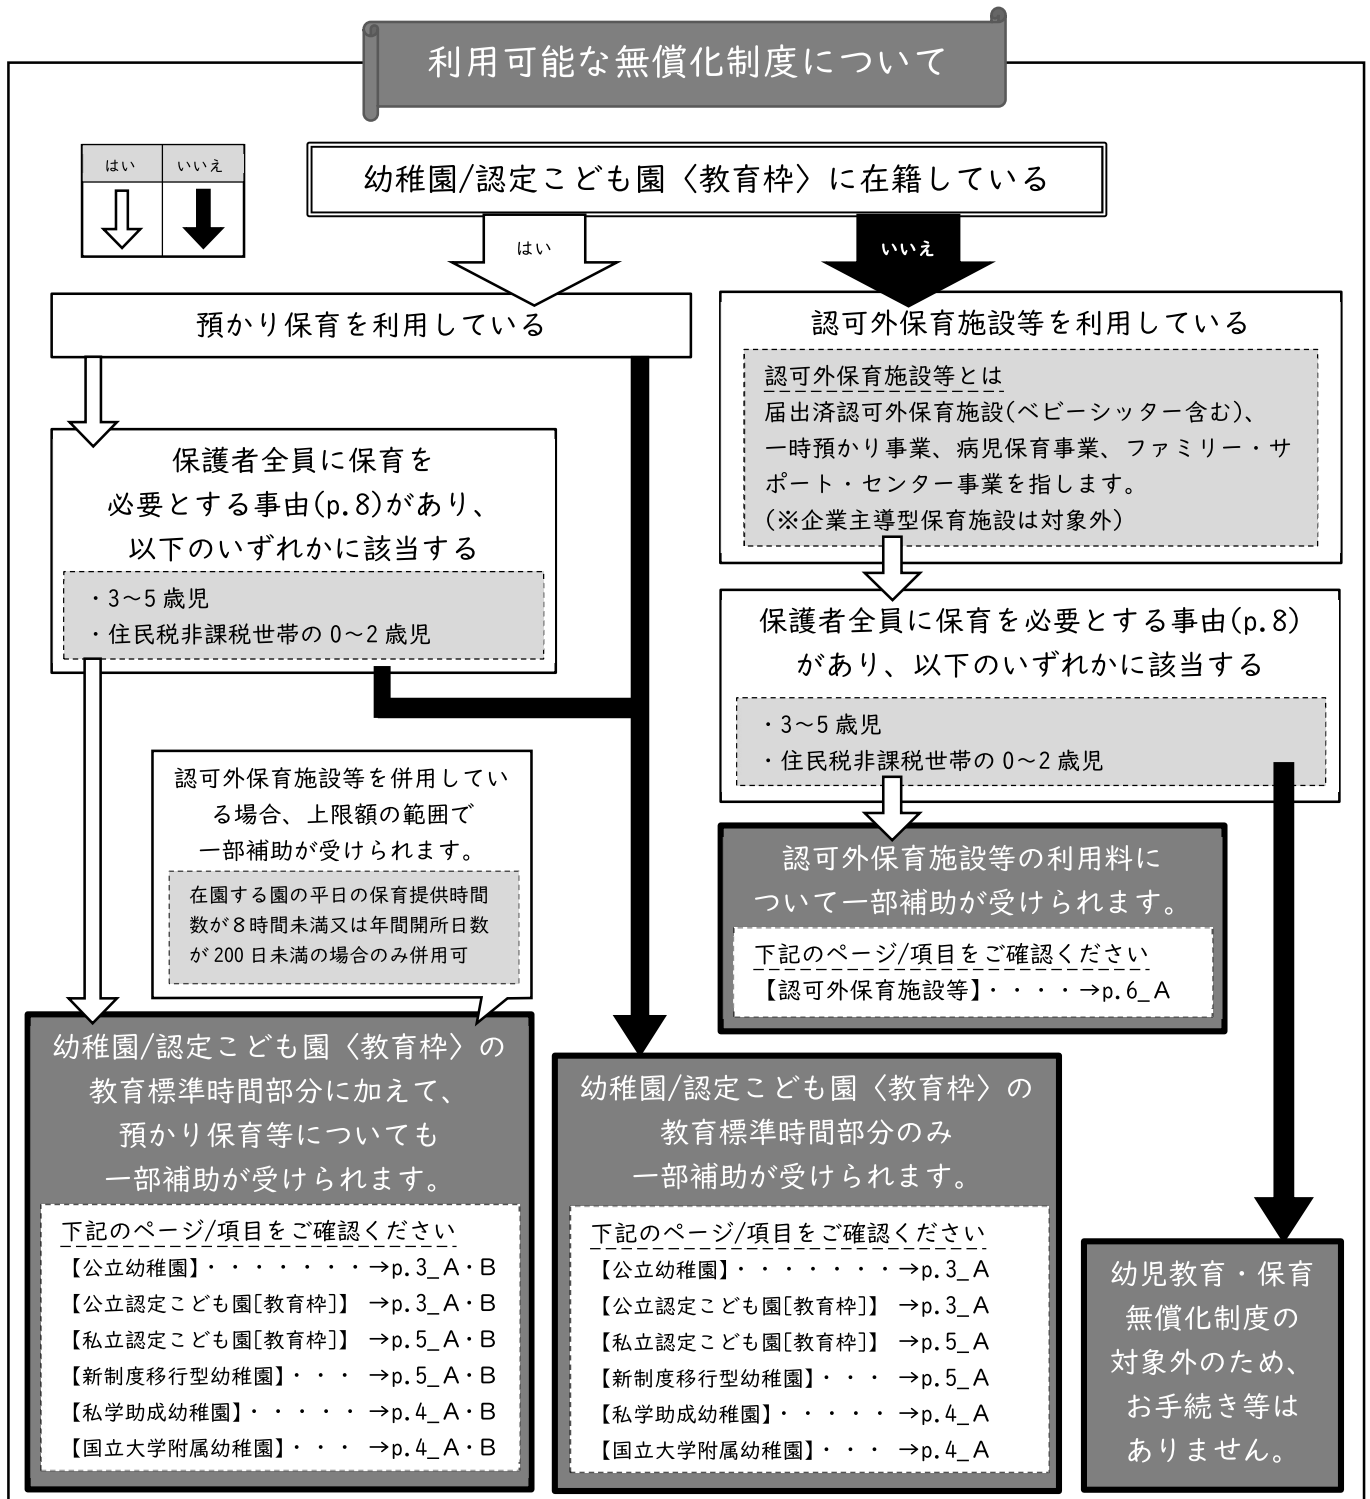 利用可能な無償化制度について
はい
いいえ
幼稚園/認定こども園〈教育枠〉に在籍している
はい
いいえ
預かり保育を利用している
保護者全員に保育を
必要とする事由(p.8)があり、
以下のいずれかに該当する
・3～5 歳児
・住民税非課税世帯の 0～2 歳児
認可外保育施設等を利用している
認可外保育施設等とは
届出済認可外保育施設(ベビーシッター含む)、
一時預かり事業、病児保育事業、ファミリー・サ
ポート・センター事業を指します。
(※企業主導型保育施設は対象外)
保護者全員に保育を必要とする事由(p.8)
があり、以下のいずれかに該当する
・3～5 歳児
・住民税非課税世帯の 0～2 歳児
認可外保育施設等を併用してい
る場合、上限額の範囲で
一部補助が受けられます。
在園する園の平日の保育提供時間
数が８時間未満又は年間開所日数
が 200 日未満の場合のみ併用可
認可外保育施設等の利用料に
ついて一部補助が受けられます。
下記のページ/項目をご確認ください
【認可外保育施設等】・・・・→p.6_A
幼稚園/認定こども園〈教育枠〉の
教育標準時間部分に加えて、
預かり保育等についても
一部補助が受けられます。
下記のページ/項目をご確認ください
【公立幼稚園】・・・・・・・→p.3_A・B
【公立認定こども園[教育枠]】 →p.3_A・B
【私立認定こども園[教育枠]】 →p.5_A・B
【新制度移行型幼稚園】・・・ →p.5_A・B
【私学助成幼稚園】・・・・・ →p.4_A・B
【国立大学附属幼稚園】・・・ →p.4_A・B
幼稚園/認定こども園〈教育枠〉の
教育標準時間部分のみ
一部補助が受けられます。
下記のページ/項目をご確認ください
【公立幼稚園】・・・・・・・→p.3_A
【公立認定こども園[教育枠]】 →p.3_A
【私立認定こども園[教育枠]】 →p.5_A
【新制度移行型幼稚園】・・・ →p.5_A
【私学助成幼稚園】・・・・・ →p.4_A
【国立大学附属幼稚園】・・・ →p.4_A
幼児教育・保育
無償化制度の
対象外のため、
お手続き等は
ありません。